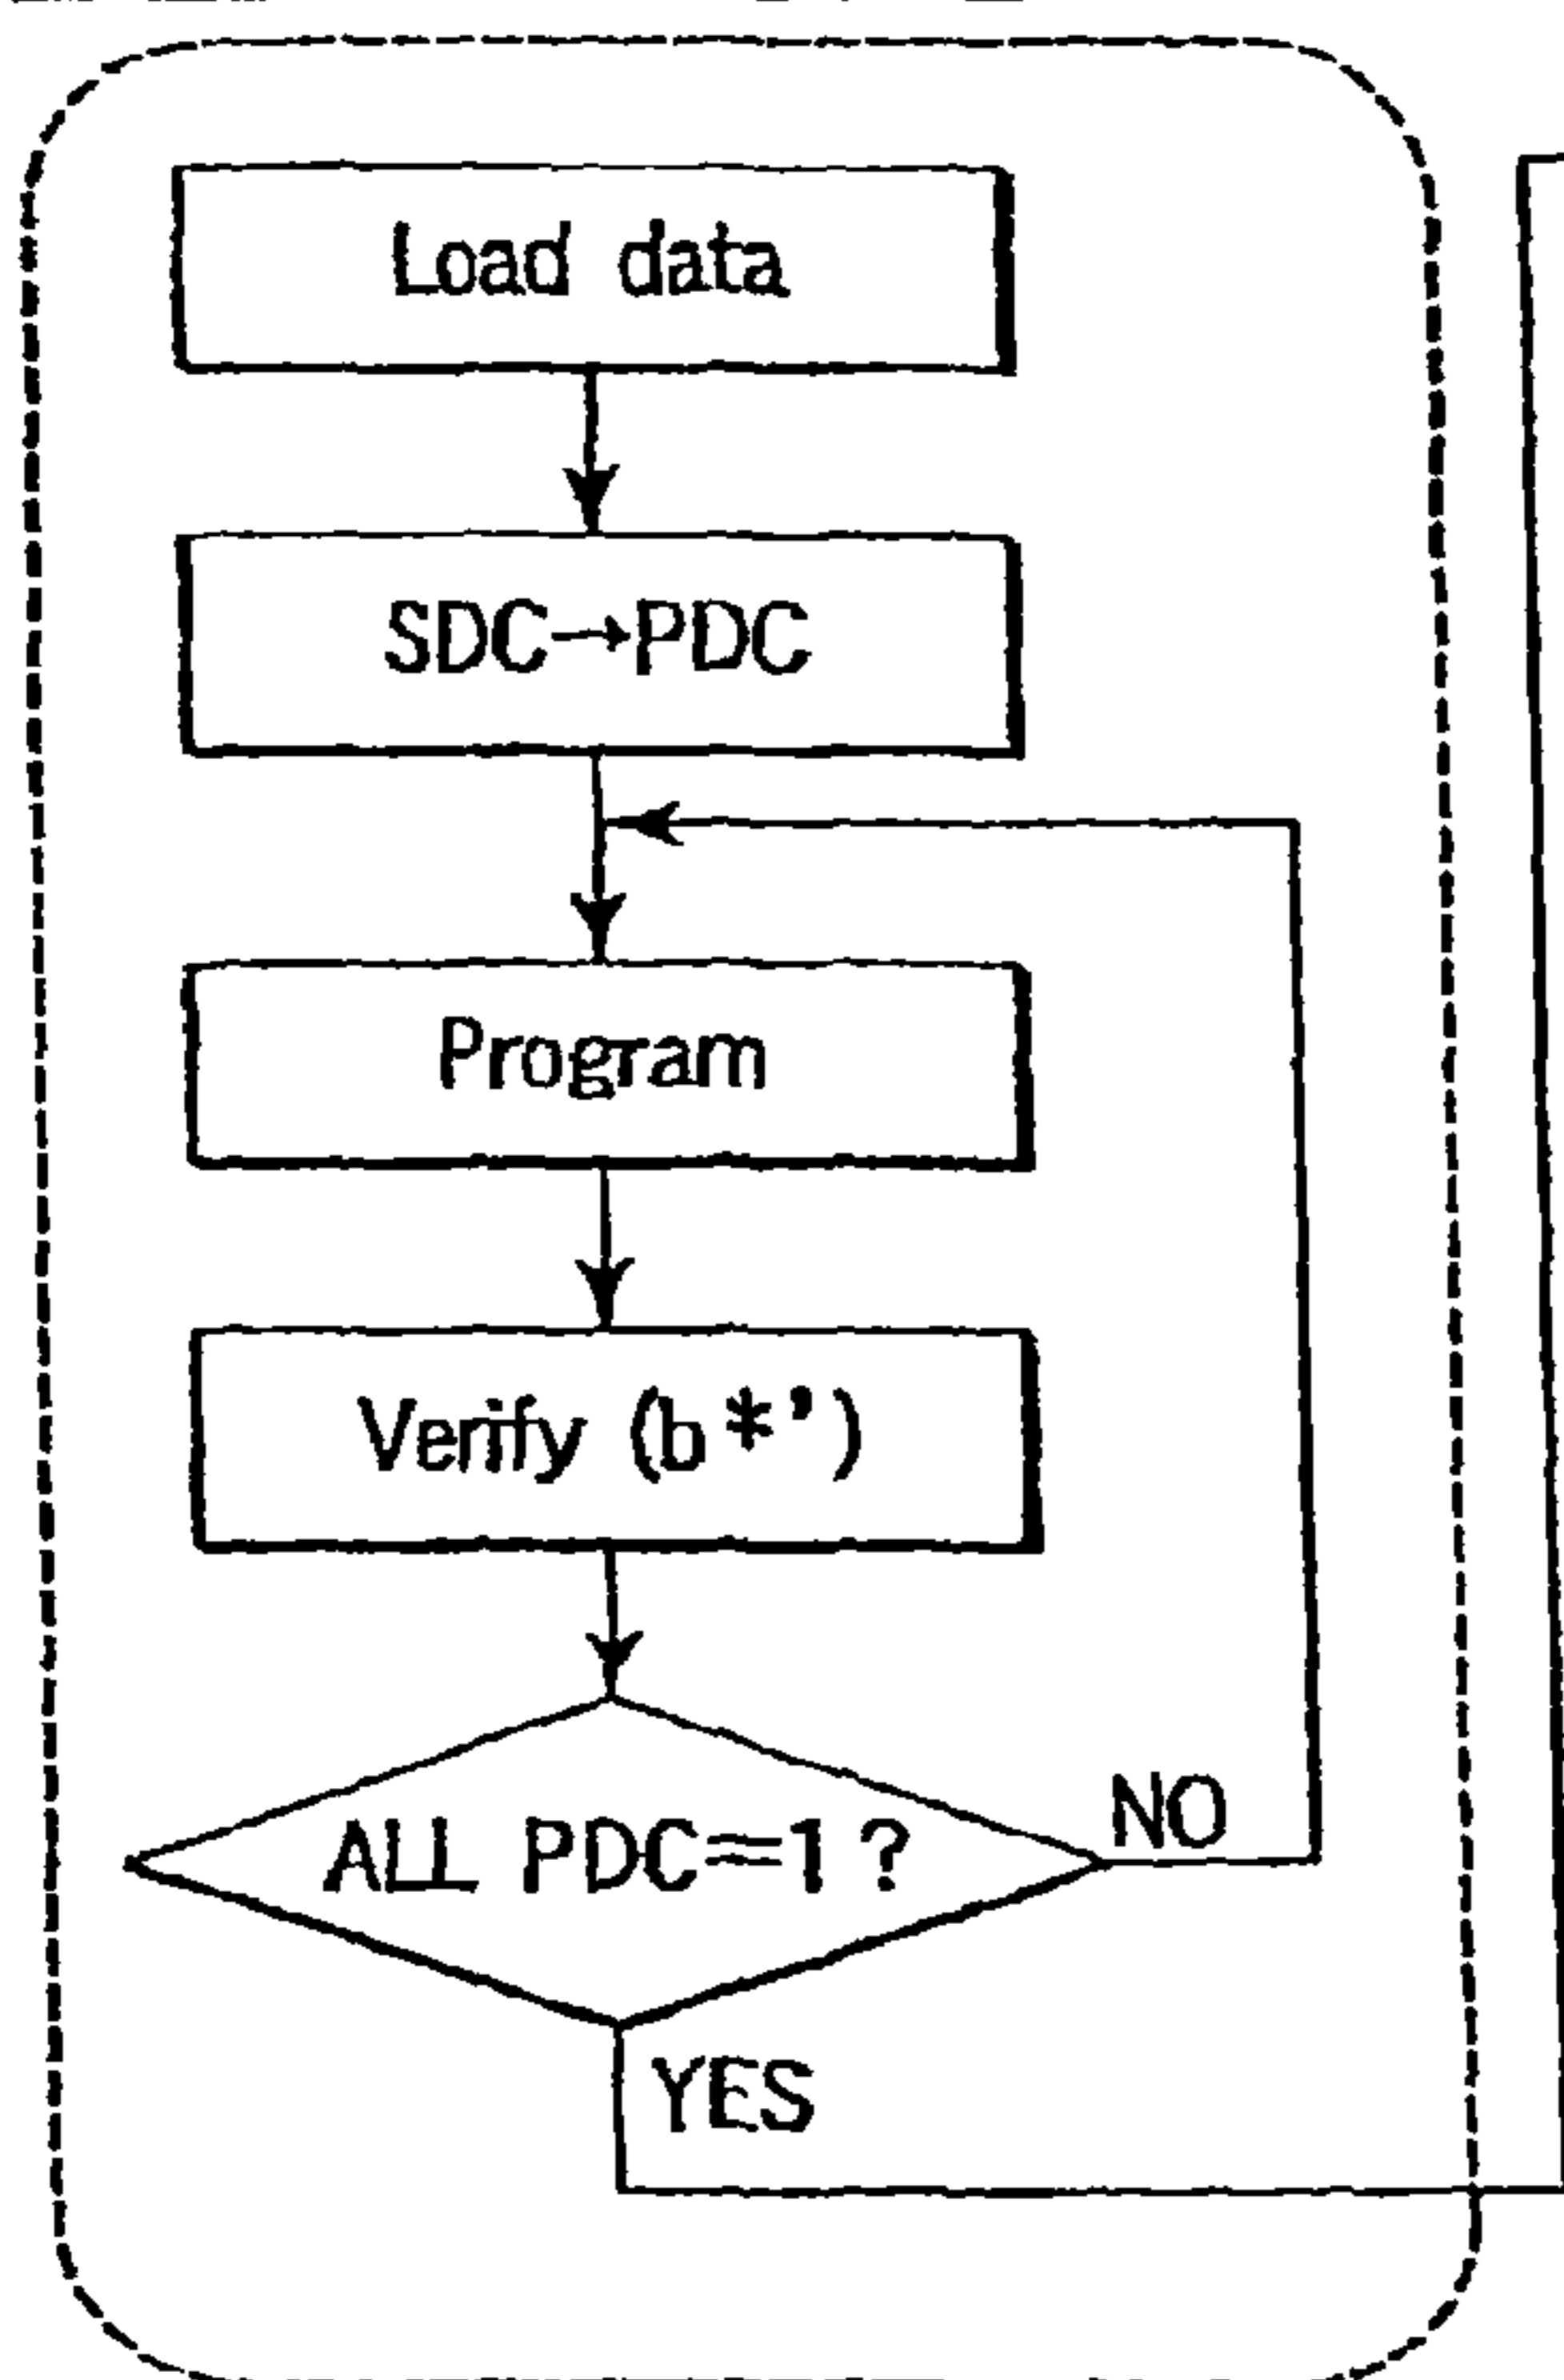 Load data
SDC→PDC
Program
Verify (b*')
ALL PDC=1?
NO
YES